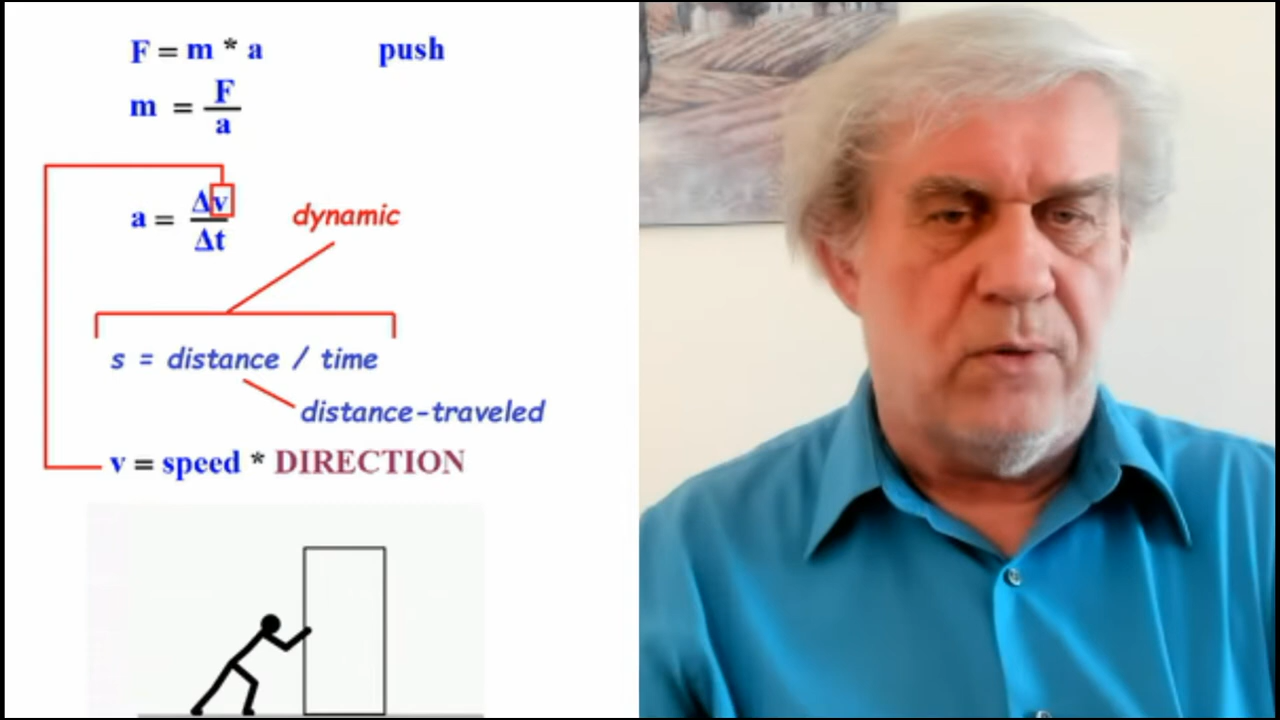 F = m * a push
m = F / a
a = Δv / Δt
dynamic
s = distance / time
distance-traveled
v = speed * DIRECTION